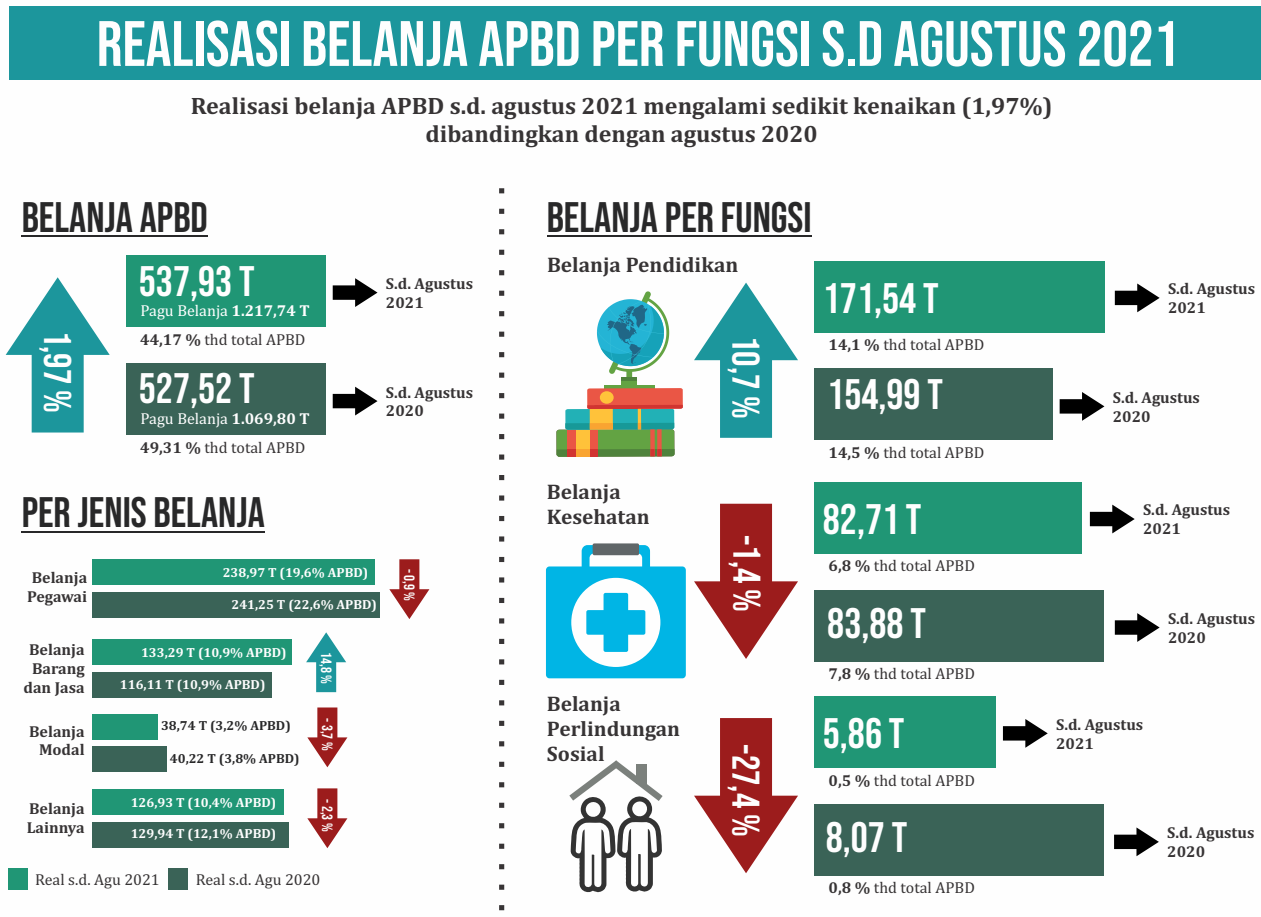 REALISASI BELANJA APBD PER FUNGSI S.D AGUSTUS 2021
Realisasi belanja APBD s.d. agustus 2021 mengalami sedikit kenaikan (1,97%)
dibandingkan dengan agustus 2020
BELANJA APBD
1,97 %
537,93 T
Pagu Belanja 1.217,74 T
44,17 % thd total APBD
S.d. Agustus
2021
527,52 T
Pagu Belanja 1.069,80 T
49,31 % thd total APBD
S.d. Agustus
2020
PER JENIS BELANJA
Belanja
Pegawai
238,97 T (19,6% APBD)
241,25 T (22,6% APBD)
- 0,9 %
Belanja
Barang
dan Jasa
133,29 T (10,9% APBD)
116,11 T (10,9% APBD)
14,8 %
Belanja
Modal
38,74 T (3,2% APBD)
40,22 T (3,8% APBD)
- 3,7 %
Belanja
Lainnya
126,93 T (10,4% APBD)
129,94 T (12,1% APBD)
- 2,3 %
Real s.d. Agu 2021
Real s.d. Agu 2020
BELANJA PER FUNGSI
Belanja Pendidikan
10,7 %
171,54 T
14,1 % thd total APBD
S.d. Agustus
2021
154,99 T
14,5 % thd total APBD
S.d. Agustus
2020
Belanja
Kesehatan
-1,4 %
82,71 T
6,8 % thd total APBD
S.d. Agustus
2021
83,88 T
7,8 % thd total APBD
S.d. Agustus
2020
Belanja
Perlindungan
Sosial
-27,4 %
5,86 T
0,5 % thd total APBD
S.d. Agustus
2021
8,07 T
0,8 % thd total APBD
S.d. Agustus
2020